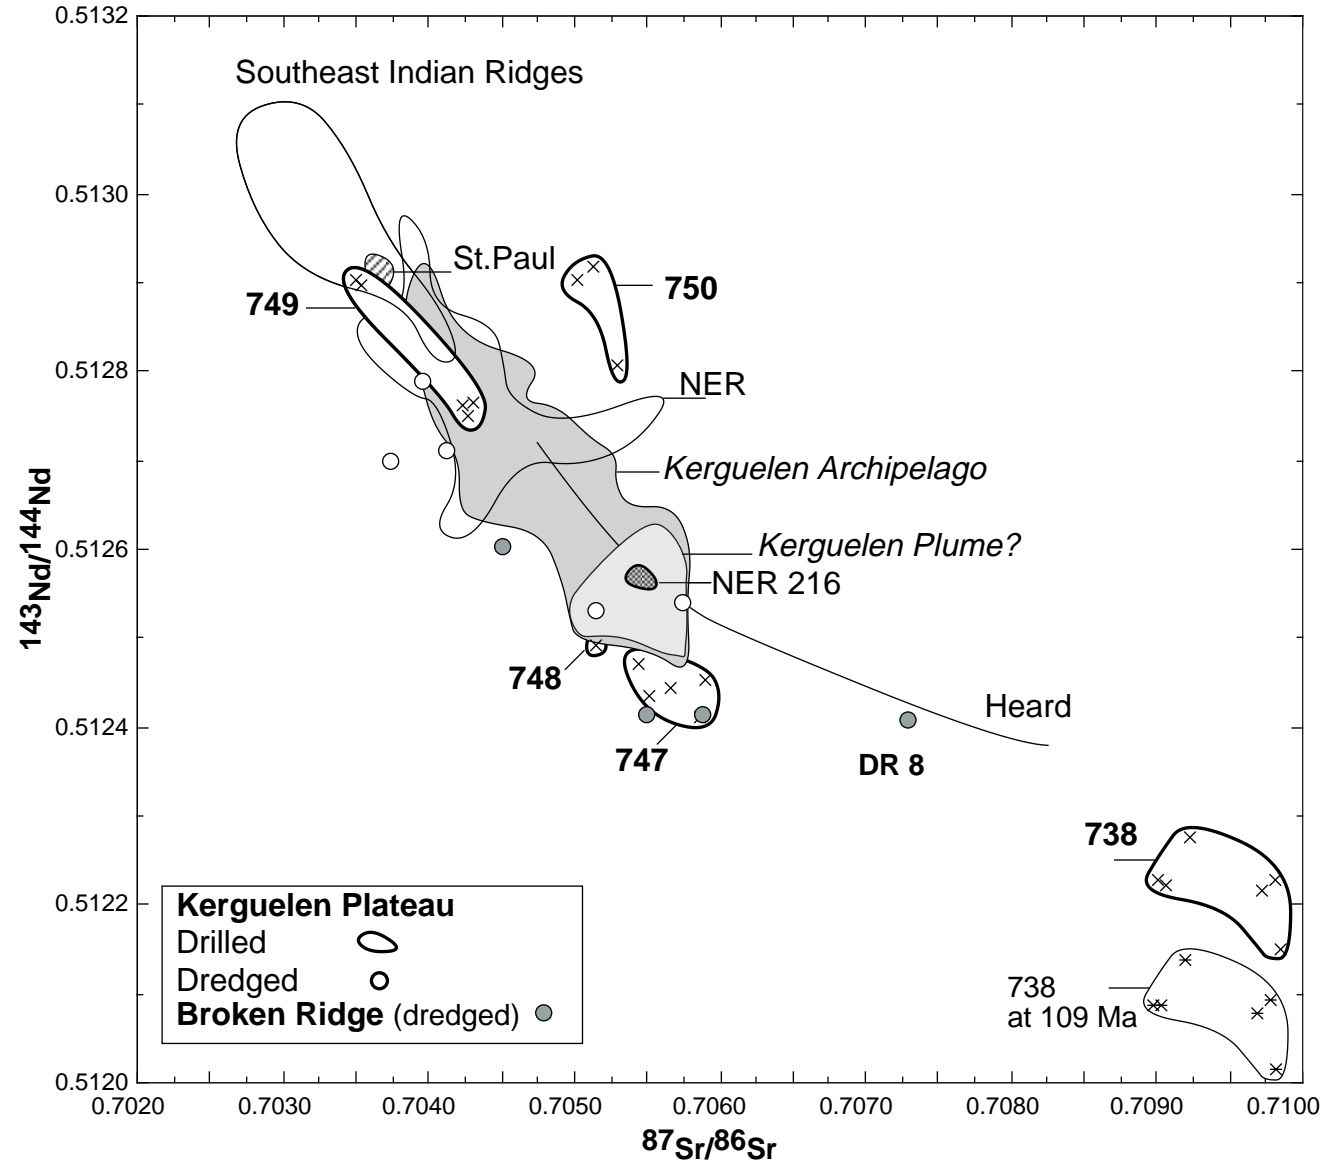 0.5132
Southeast Indian Ridges
0.5130
St.Paul
749
750
0.5128
NER
Kerguelen Archipelago
143Nd/144Nd
0.5126
Kerguelen Plume?
NER 216
748
Heard
0.5124
747
DR 8
738
0.5122
Kerguelen Plateau
Drilled
Dredged
Broken Ridge (dredged)
738
at 109 Ma
0.5120
0.7020 0.7030 0.7040 0.7050 0.7060 0.7070 0.7080 0.7090 0.7100
87Sr/86Sr